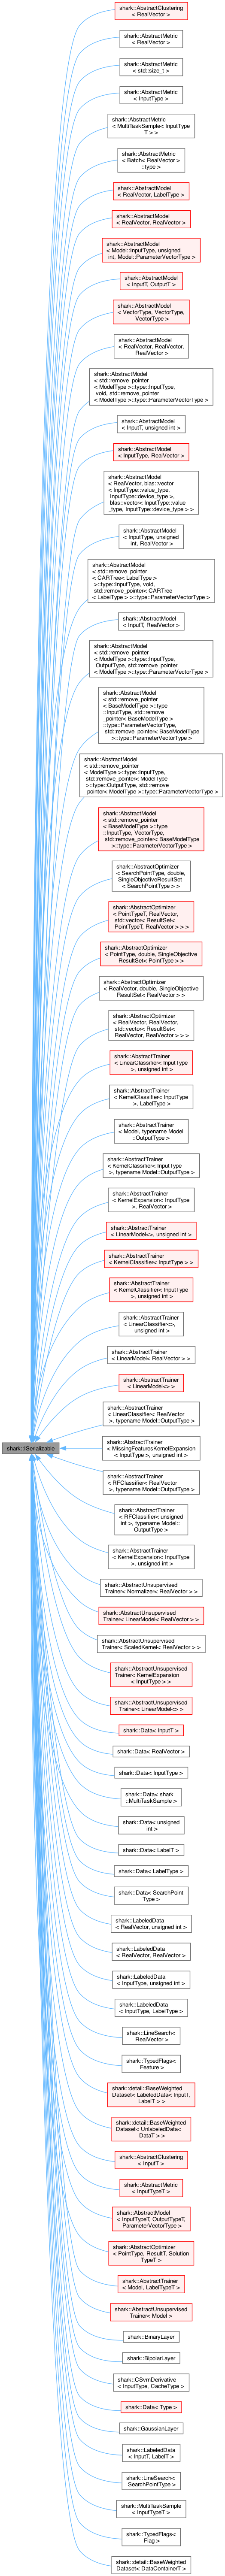 shark::AbstractClustering
< RealVector >
shark::AbstractMetric
< RealVector >
shark::AbstractMetric
< std::size_t >
shark::AbstractMetric
< InputType >
shark::AbstractMetric
< MultiTaskSample< InputType
T > >
shark::AbstractMetric
< Batch< RealVector >
::type >
shark::AbstractModel
< RealVector, LabelType >
shark::AbstractModel
< RealVector, RealVector >
shark::AbstractModel
< Model::InputType, unsigned
int, Model::ParameterVectorType >
shark::AbstractModel
< InputT, OutputT >
shark::AbstractModel
< VectorType, VectorType,
VectorType >
shark::AbstractModel
< RealVector, RealVector,
RealVector >
shark::AbstractModel
< std::remove_pointer
< ModelType >::type::InputType,
void, std::remove_pointer
< ModelType >::type::ParameterVectorType >
shark::AbstractModel
< InputT, unsigned int >
shark::AbstractModel
< InputType, RealVector >
shark::AbstractModel
< RealVector, blas::vector
< InputType::value_type,
InputType::device_type >,
blas::vector< InputType::value
_type, InputType::device_type > >
shark::AbstractModel
< InputType, unsigned
int, RealVector >
shark::AbstractModel
< std::remove_pointer
< CARTree< LabelType >
>::type::InputType, void,
std::remove_pointer< CARTree
< LabelType > >::type::ParameterVectorType >
shark::AbstractModel
< InputT, RealVector >
shark::AbstractModel
< std::remove_pointer
< ModelType >::type::InputType,
OutputType, std::remove_pointer
< ModelType >::type::ParameterVectorType >
shark::AbstractModel
< std::remove_pointer
< BaseModelType >::type
::InputType, std::remove
_pointer< BaseModelType >
::type::ParameterVectorType,
std::remove_pointer< BaseModelType
>::type::ParameterVectorType >
shark::AbstractModel
< std::remove_pointer
< ModelType >::type::InputType,
std::remove_pointer< ModelType
>::type::OutputType, std::remove
_pointer< ModelType >::type::ParameterVectorType >
shark::AbstractModel
< std::remove_pointer
< BaseModelType >::type
::InputType, VectorType,
std::remove_pointer< BaseModelType
>::type::ParameterVectorType >
shark::AbstractOptimizer
< SearchPointType, double,
SingleObjectiveResultSet
< SearchPointType > >
shark::AbstractOptimizer
< PointTypeT, RealVector,
std::vector< ResultSet<
PointTypeT, RealVector > > >
shark::AbstractOptimizer
< PointType, double, SingleObjective
ResultSet< PointType > >
shark::AbstractOptimizer
< RealVector, double, SingleObjective
ResultSet< RealVector > >
shark::AbstractOptimizer
< RealVector, RealVector,
std::vector< ResultSet<
RealVector, RealVector > > >
shark::AbstractTrainer
< LinearClassifier< InputType
>, unsigned int >
shark::AbstractTrainer
< KernelClassifier< InputType
>, LabelType >
shark::AbstractTrainer
< Model, typename Model
::OutputType >
shark::AbstractTrainer
< KernelClassifier< InputType
>, typename Model::OutputType >
shark::AbstractTrainer
< KernelExpansion< InputType
>, RealVector >
shark::AbstractTrainer
< LinearModel<>, unsigned int >
shark::AbstractTrainer
< KernelClassifier< InputType > >
shark::AbstractTrainer
< KernelClassifier< InputType
>, unsigned int >
shark::AbstractTrainer
< LinearClassifier<>,
unsigned int >
shark::AbstractTrainer
< LinearModel< RealVector > >
shark::AbstractTrainer
< LinearModel<> >
shark::AbstractTrainer
< LinearClassifier< RealVector
>, typename Model::OutputType >
shark::ISerializable
shark::AbstractTrainer
< MissingFeaturesKernelExpansion
< InputType >, unsigned int >
shark::AbstractTrainer
< RFClassifier< RealVector
>, typename Model::OutputType >
shark::AbstractTrainer
< RFClassifier< unsigned
int >, typename Model::
OutputType >
shark::AbstractTrainer
< KernelExpansion< InputType
>, unsigned int >
shark::AbstractUnsupervised
Trainer< Normalizer< RealVector > >
shark::AbstractUnsupervised
Trainer< LinearModel< RealVector > >
shark::AbstractUnsupervised
Trainer< ScaledKernel< RealVector > >
shark::AbstractUnsupervised
Trainer< KernelExpansion
< InputType > >
shark::AbstractUnsupervised
Trainer< LinearModel<> >
shark::Data< InputT >
shark::Data< RealVector >
shark::Data< InputType >
shark::Data< shark
::MultiTaskSample >
shark::Data< unsigned
int >
shark::Data< LabelT >
shark::Data< LabelType >
shark::Data< SearchPoint
Type >
shark::LabeledData
< RealVector, unsigned int >
shark::LabeledData
< RealVector, RealVector >
shark::LabeledData
< InputType, unsigned int >
shark::LabeledData
< InputType, LabelType >
shark::LineSearch<
RealVector >
shark::TypedFlags<
Feature >
shark::detail::BaseWeighted
Dataset< LabeledData< InputT,
LabelT > >
shark::detail::BaseWeighted
Dataset< UnlabeledData<
DataT > >
shark::AbstractClustering
< InputT >
shark::AbstractMetric
< InputTypeT >
shark::AbstractModel
< InputTypeT, OutputTypeT,
ParameterVectorType >
shark::AbstractOptimizer
< PointType, ResultT, Solution
TypeT >
shark::AbstractTrainer
< Model, LabelTypeT >
shark::AbstractUnsupervised
Trainer< Model >
shark::BinaryLayer
shark::BipolarLayer
shark::CSvmDerivative
< InputType, CacheType >
shark::Data< Type >
shark::GaussianLayer
shark::LabeledData
< InputT, LabelT >
shark::LineSearch<
SearchPointType >
shark::MultiTaskSample
< InputTypeT >
shark::TypedFlags<
Flag >
shark::detail::BaseWeighted
Dataset< DataContainerT >